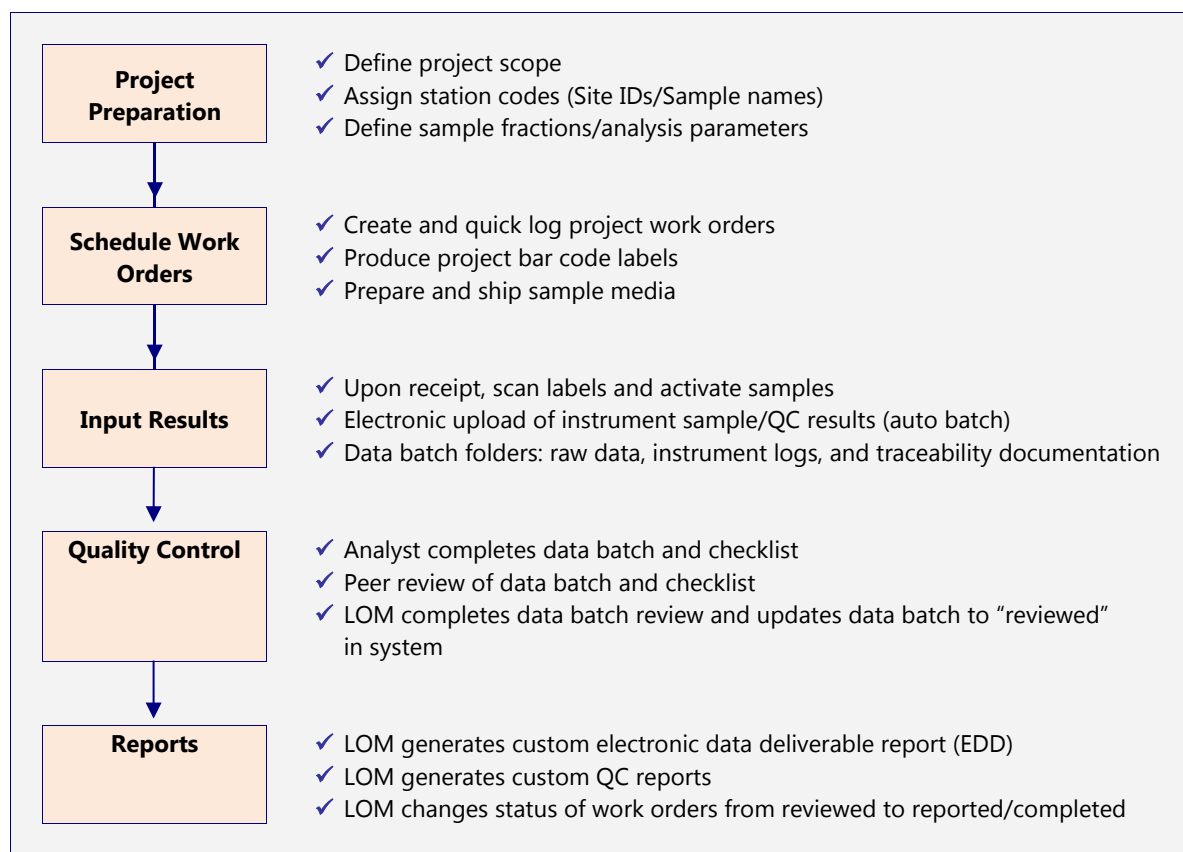 Project
Preparation
✓ Define project scope
✓ Assign station codes (Site IDs/Sample names)
✓ Define sample fractions/analysis parameters
Schedule Work
Orders
✓ Create and quick log project work orders
✓ Produce project bar code labels
✓ Prepare and ship sample media
Input Results
✓ Upon receipt, scan labels and activate samples
✓ Electronic upload of instrument sample/QC results (auto batch)
✓ Data batch folders: raw data, instrument logs, and traceability documentation
Quality Control
✓ Analyst completes data batch and checklist
✓ Peer review of data batch and checklist
✓ LOM completes data batch review and updates data batch to “reviewed”
in system
Reports
✓ LOM generates custom electronic data deliverable report (EDD)
✓ LOM generates custom QC reports
✓ LOM changes status of work orders from reviewed to reported/completed